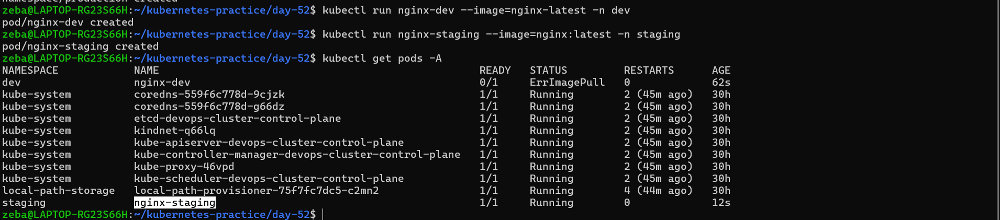 namespace/production created
zeba@LAPTOP-RG23S66H:~/kubernetes-practice/day-52$ kubectl run nginx-dev --image=nginx-latest -n dev
pod/nginx-dev created
zeba@LAPTOP-RG23S66H:~/kubernetes-practice/day-52$ kubectl run nginx-staging --image=nginx:latest -n staging
pod/nginx-staging created
zeba@LAPTOP-RG23S66H:~/kubernetes-practice/day-52$ kubectl get pods -A
NAMESPACE            NAME                                                   READY   STATUS         RESTARTS      AGE
dev                  nginx-dev                                              0/1     ErrImagePull   0             62s
kube-system          coredns-559f6c778d-9cjzk                               1/1     Running        2 (45m ago)   30h
kube-system          coredns-559f6c778d-g66dz                               1/1     Running        2 (45m ago)   30h
kube-system          etcd-devops-cluster-control-plane                      1/1     Running        2 (45m ago)   30h
kube-system          kindnet-q66lq                                          1/1     Running        2 (45m ago)   30h
kube-system          kube-apiserver-devops-cluster-control-plane            1/1     Running        2 (45m ago)   30h
kube-system          kube-controller-manager-devops-cluster-control-plane   1/1     Running        2 (45m ago)   30h
kube-system          kube-proxy-46vpd                                       1/1     Running        2 (45m ago)   30h
kube-system          kube-scheduler-devops-cluster-control-plane            1/1     Running        2 (45m ago)   30h
local-path-storage   local-path-provisioner-75f7fc7dc5-c2mn2                1/1     Running        4 (44m ago)   30h
staging              nginx-staging                                          1/1     Running        0             12s
zeba@LAPTOP-RG23S66H:~/kubernetes-practice/day-52$